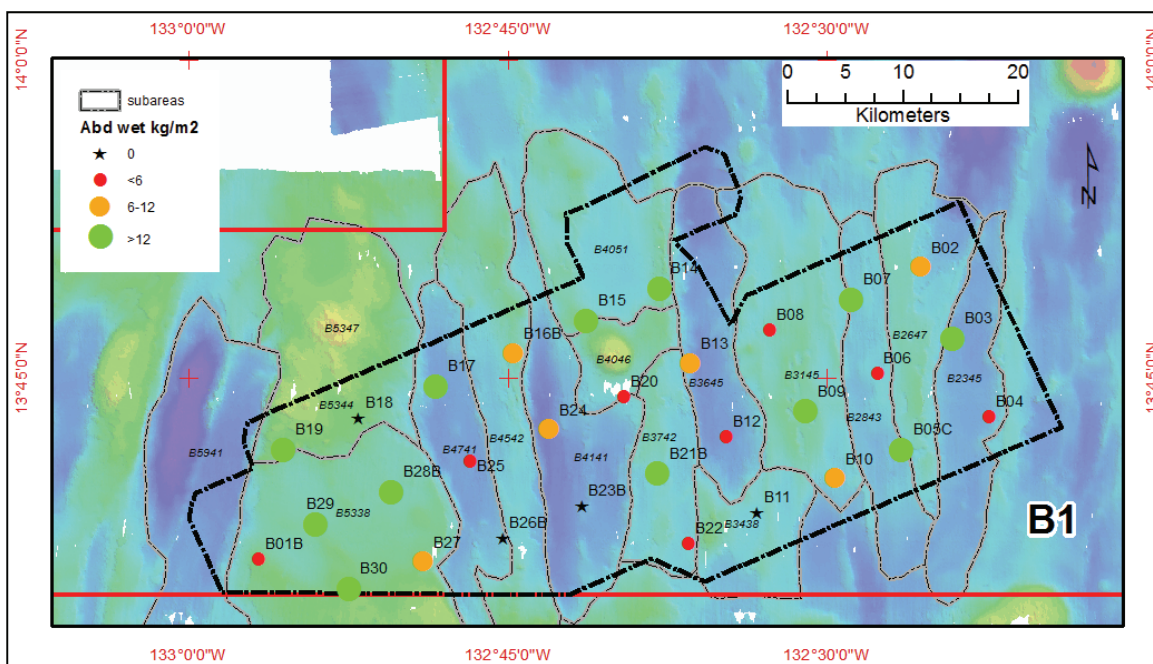 133°0'0"W 132°45'0"W 132°30'0"W
14°0'0"N 14°0'0"N
subareas
Abd wet kg/m2
0
<6
6-12
>12
0 5 10 20
Kilometers
N
B4051
B02
B14
B07
B15
B5347
B08
B2647
B03
B16B
B4046
B13
13°45'0"N 13°45'0"N
B17
B06
B3645
B3145
B2345
B20
B18
B5344
B09
B04
B24
B2843
B19
B12
B3742
B05C
B5941
B4741
B4542
B25
B4141
B21B
B28B
B10
B29
B5338
B23B
B11
B3438
B1
B26B
B22
B01B
B27
B30
133°0'0"W 132°45'0"W 132°30'0"W